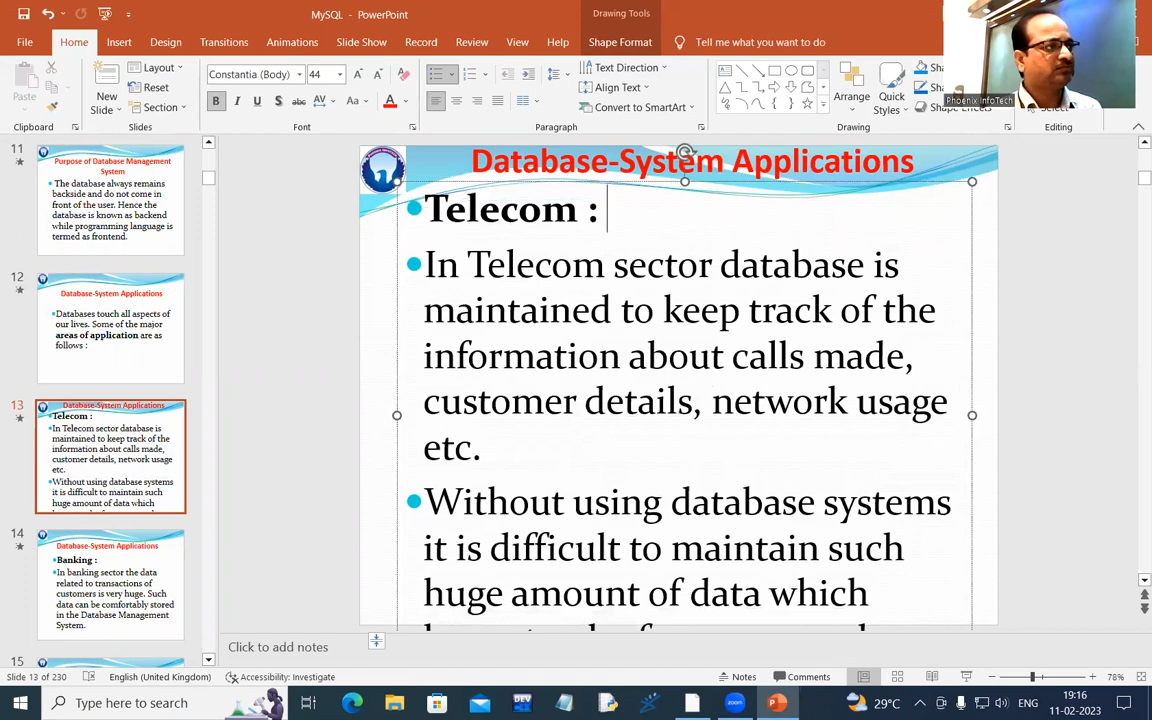 MySQL - PowerPoint
Drawing Tools
File Home Insert Design Transitions Animations Slide Show Record Review View Help Shape Format Tell me what you want to do
Paste
New
Slide
Layout
Reset
Section
Constantia (Body) 44
B I U S abc AV Aa A
Text Direction
Align Text
Convert to SmartArt
Arrange
Quick
Styles
Sha
Sha
Shape Effects
Select
Phoenix InfoTech
Clipboard Slides Font Paragraph Drawing Editing
11
Purpose of Database Management
System
The database always remains
backside and do not come in
front of the user. Hence the
database is known as backend
while programming language is
termed as frontend.
12
Database-System Applications
Databases touch all aspects of
our lives. Some of the major
areas of application are as
follows :
13
Database-System Applications
Telecom :
In Telecom sector database is
maintained to keep track of the
information about calls made,
customer details, network usage
etc.
Without using database systems
it is difficult to maintain such
huge amount of data which
14
Database-System Applications
Banking :
In banking sector the data
related to transactions of
customers is very huge. Such
data can be comfortably stored
in the Database Management
System.
15
Database-System Applications
Telecom :
In Telecom sector database is
maintained to keep track of the
information about calls made,
customer details, network usage
etc.
Without using database systems
it is difficult to maintain such
huge amount of data which
Click to add notes
Slide 13 of 230 English (United Kingdom) Accessibility: Investigate Notes Comments 78%
Type here to search
DEV
29°C
ENG
19:16
11-02-2023